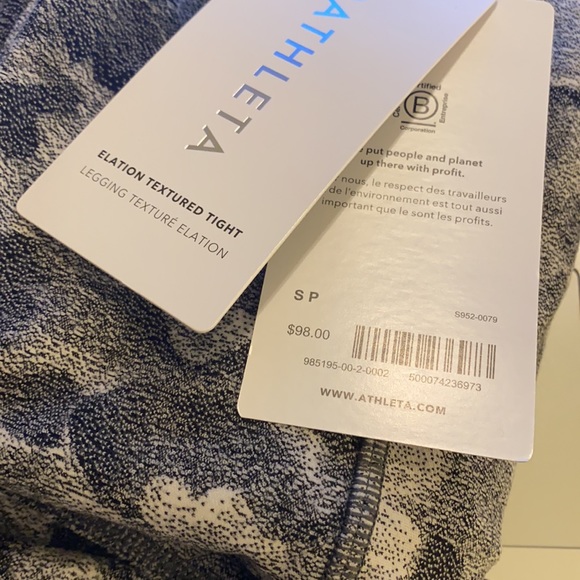 ATHLETA
ELATION TEXTURED TIGHT
LEGGING TEXTURÉ ELATION
B
Corporation
Entreprise
put people and planet
up there with profit.
nous, le respect des travailleurs
de l'environnement est tout aussi
important que le sont les profits.
S P
S952-0079
$98.00
985195-00-2-0002 500074236973
WWW.ATHLETA.COM